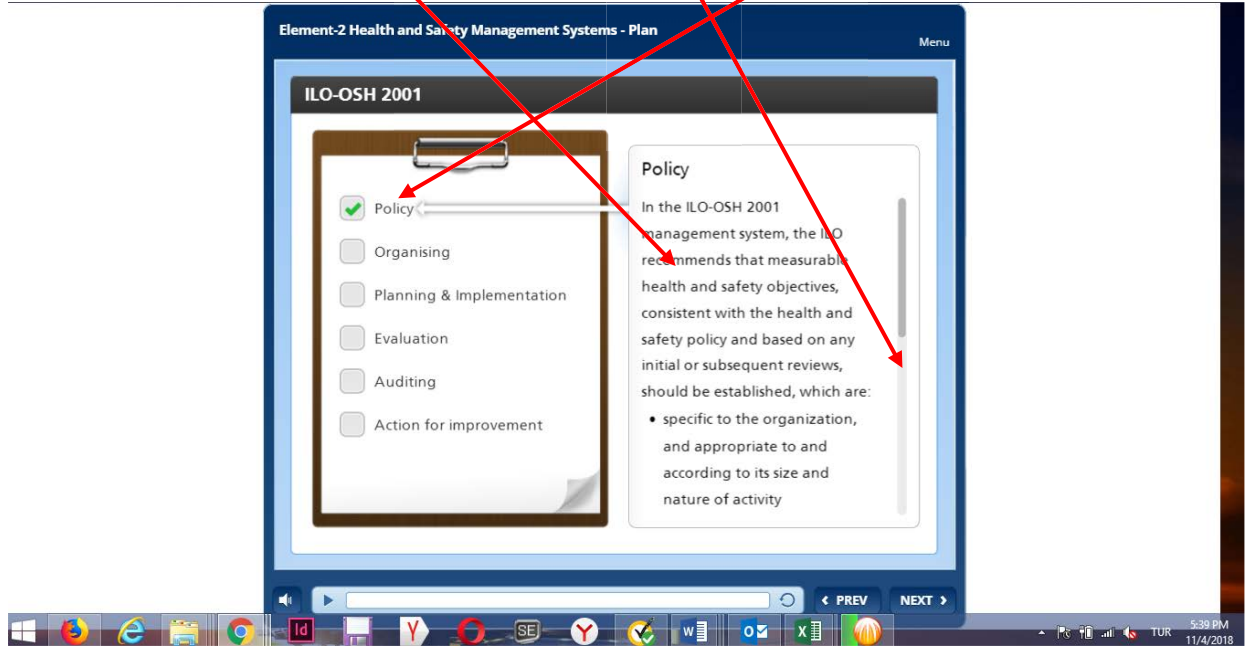 Element-2 Health and Safety Management Systems - Plan
Menu
ILO-OSH 2001
Policy
Organising
Planning & Implementation
Evaluation
Auditing
Action for improvement
Policy
In the ILO-OSH 2001
management system, the ILO
recommends that measurable
health and safety objectives,
consistent with the health and
safety policy and based on any
initial or subsequent reviews,
should be established, which are:
• specific to the organization,
and appropriate to and
according to its size and
nature of activity
PREV
NEXT
Id
Y
SE
Y
W
O
X
TUR
5:39 PM
11/4/2018